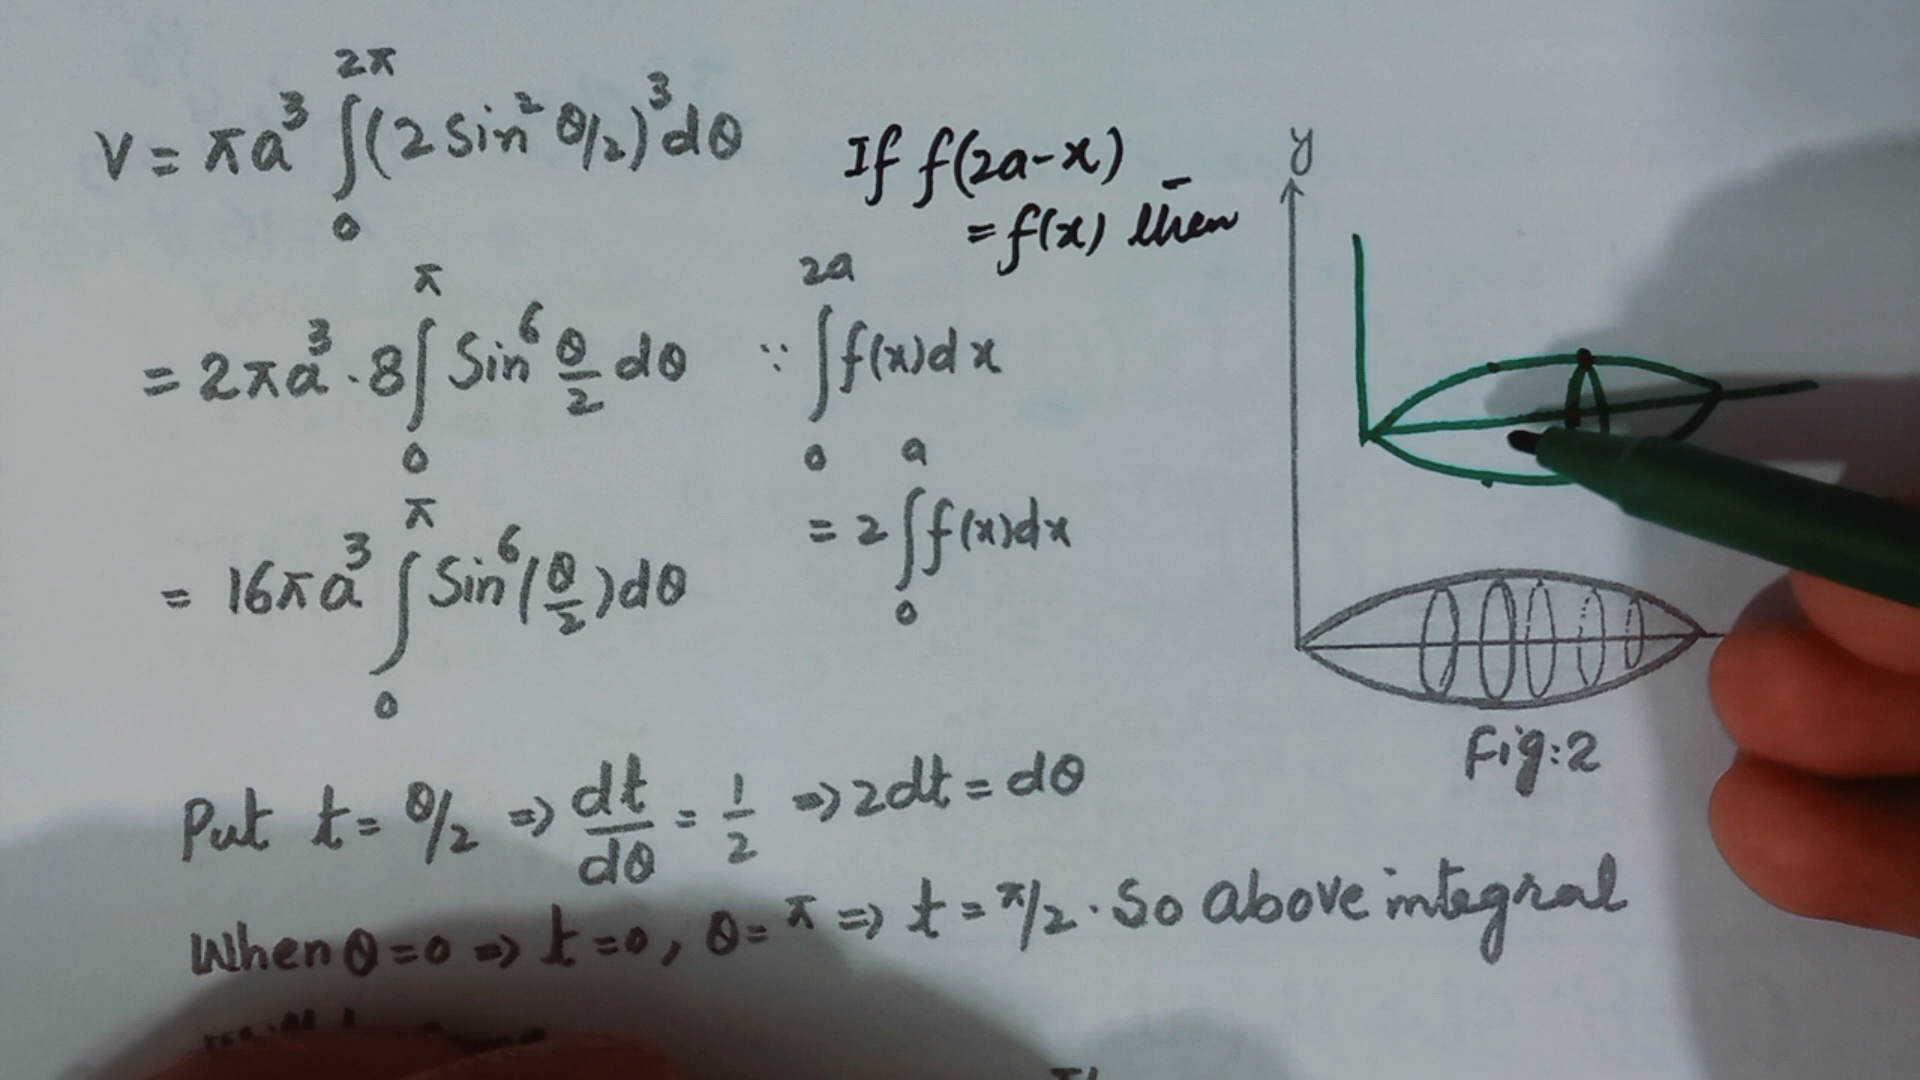 V = πa³ ∫₀^2π (2 Sin² θ/2)³ dθ
= 2πa³ · 8 ∫₀^π Sin⁶ θ/2 dθ
= 16πa³ ∫₀^π Sin⁶ (θ/2) dθ
If f(2a-x)
= f(x) then
∵ ∫₀^2a f(x) dx
= 2 ∫₀^a f(x) dx
y
Fig:2
Put t = θ/2 ⇒ dt/dθ = 1/2 ⇒ 2dt = dθ
When θ = 0 ⇒ t = 0, θ = π ⇒ t = π/2 . So above integral